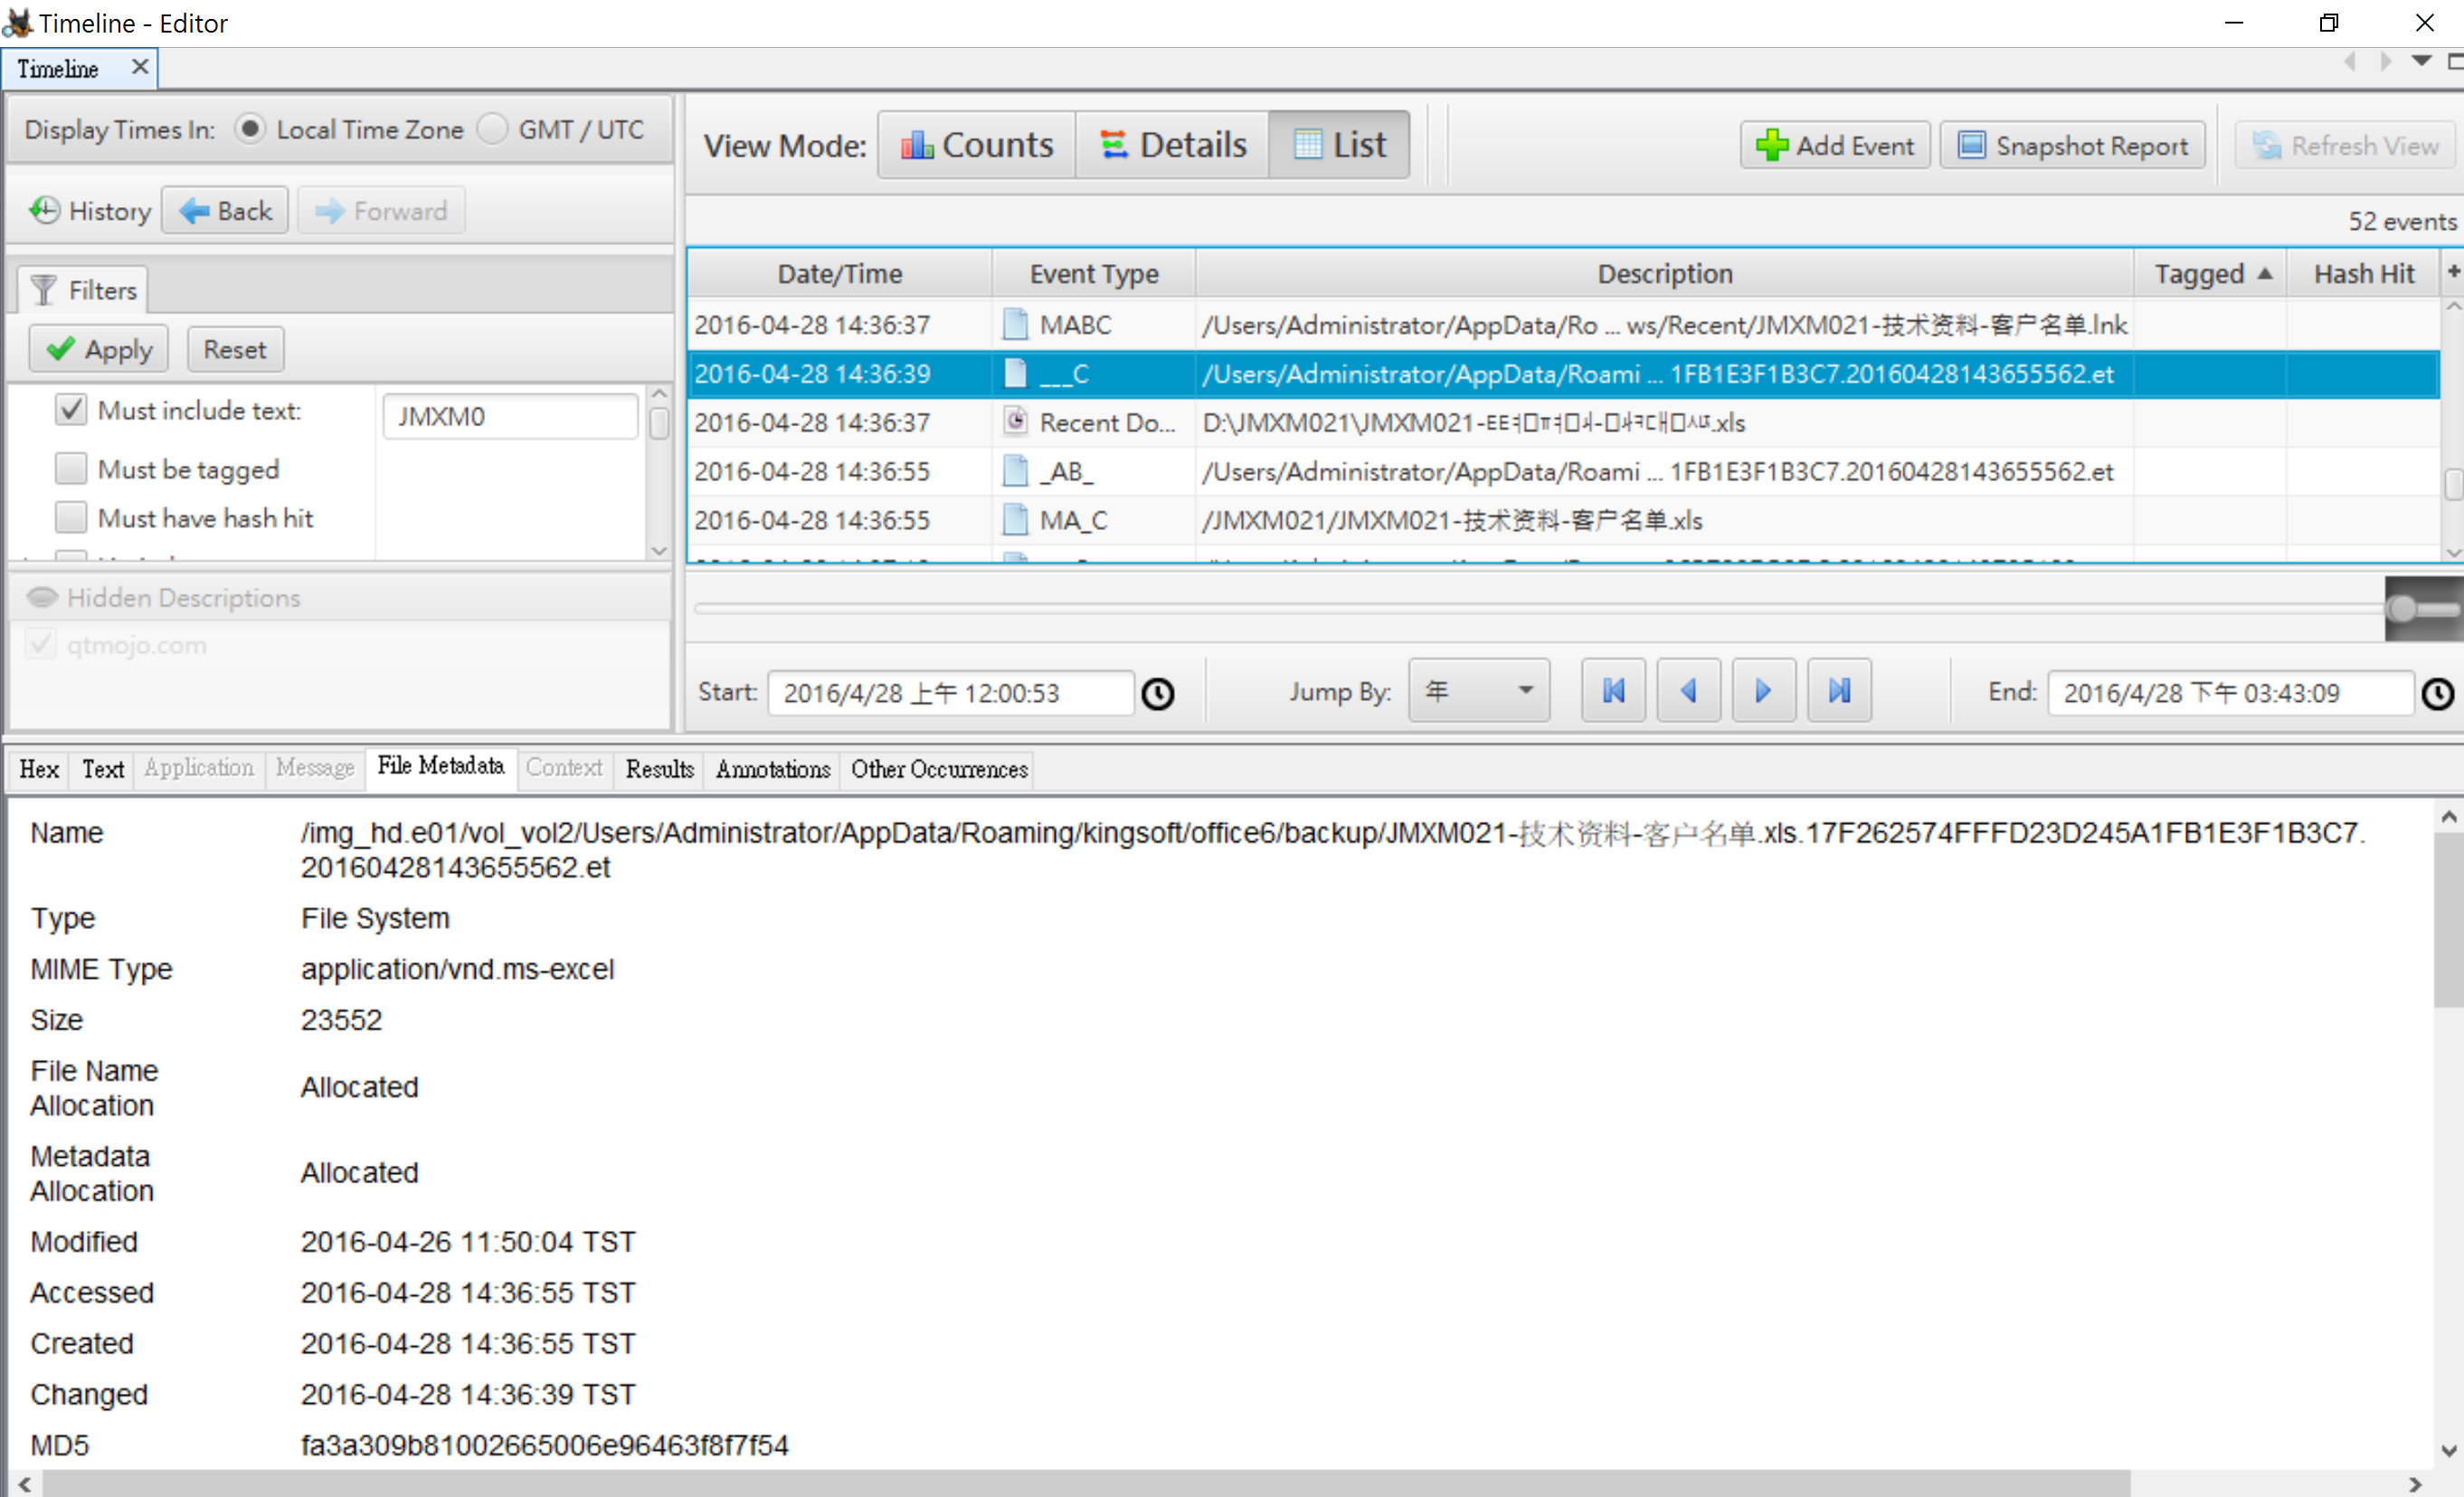 Timeline - Editor
Timeline
Display Times In: Local Time Zone GMT / UTC
View Mode: Counts Details List
Add Event Snapshot Report Refresh View
History Back Forward
52 events
Filters
Apply Reset
Must include text: JMXM0
Must be tagged
Must have hash hit
Hidden Descriptions
qtmojo.com
Date/Time Event Type Description Tagged Hash Hit
2016-04-28 14:36:37 MABC /Users/Administrator/AppData/Ro ... ws/Recent/JMXM021-技术资料-客户名单.lnk
2016-04-28 14:36:39 ___C /Users/Administrator/AppData/Roami ... 1FB1E3F1B3C7.20160428143655562.et
2016-04-28 14:36:37 Recent Do... D:\JMXM021\JMXM021-
2016-04-28 14:36:55 _AB_ /Users/Administrator/AppData/Roami ... 1FB1E3F1B3C7.20160428143655562.et
2016-04-28 14:36:55 MA_C /JMXM021/JMXM021-技术资料-客户名单.xls
Start: 2016/4/28 上午 12:00:53 Jump By: 年 End: 2016/4/28 下午 03:43:09
Hex Text Application Message File Metadata Context Results Annotations Other Occurrences
Name /img_hd.e01/vol_vol2/Users/Administrator/AppData/Roaming/kingsoft/office6/backup/JMXM021-技术资料-客户名单.xls.17F262574FFFD23D245A1FB1E3F1B3C7.
20160428143655562.et
Type File System
MIME Type application/vnd.ms-excel
Size 23552
File Name
Allocation Allocated
Metadata
Allocation Allocated
Modified 2016-04-26 11:50:04 TST
Accessed 2016-04-28 14:36:55 TST
Created 2016-04-28 14:36:55 TST
Changed 2016-04-28 14:36:39 TST
MD5 fa3a309b81002665006e96463f8f7f54